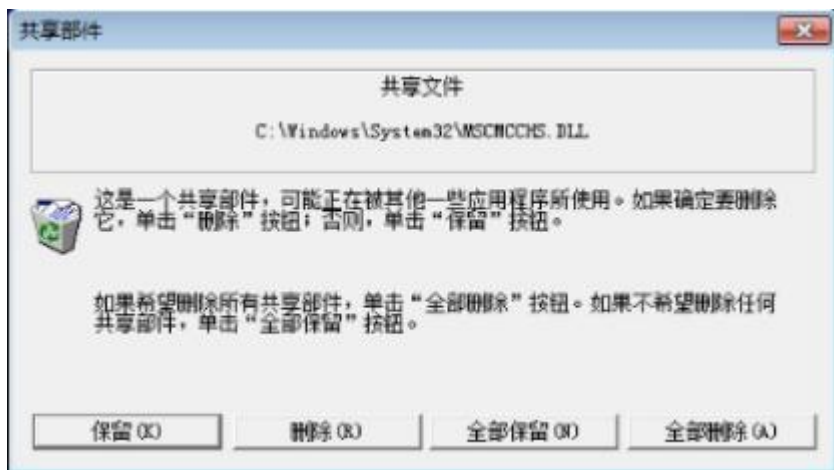 共享部件
共享文件
C:\Windows\System32\MSCMCCHS.DLL
这是一个共享部件，可能正在被其他一些应用程序所使用。如果确定要删除
它，单击“删除”按钮；否则，单击“保留”按钮。
如果希望删除所有共享部件，单击“全部删除”按钮。如果不希望删除任何
共享部件，单击“全部保留”按钮。
保留(K) 删除(R) 全部保留(N) 全部删除(A)